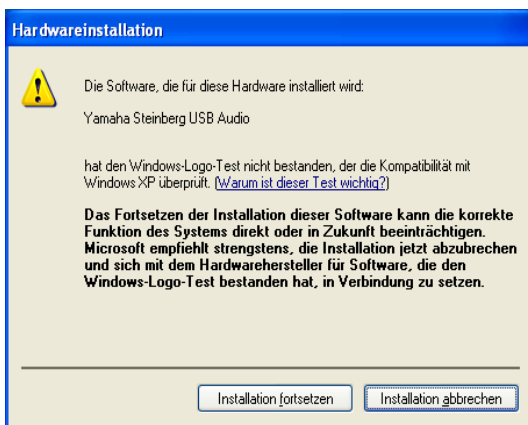 Hardwareinstallation
Die Software, die für diese Hardware installiert wird:
Yamaha Steinberg USB Audio
hat den Windows-Logo-Test nicht bestanden, der die Kompatibilität mit
Windows XP überprüft. (Warum ist dieser Test wichtig?)
Das Fortsetzen der Installation dieser Software kann die korrekte
Funktion des Systems direkt oder in Zukunft beeinträchtigen.
Microsoft empfiehlt strengstens, die Installation jetzt abzubrechen
und sich mit dem Hardwarehersteller für Software, die den
Windows-Logo-Test bestanden hat, in Verbindung zu setzen.
Installation fortsetzen Installation abbrechen